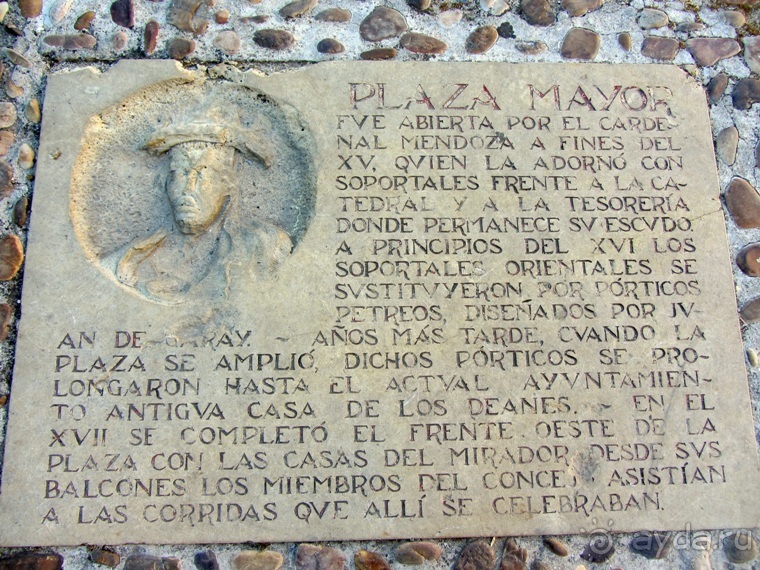 PLAZA MAYOR
FVE ABIERTA POR EL CARDE-
NAL MENDOZA A FINES DEL
XV, QVIEN LA ADORNÓ CON
SOPORTALES FRENTE A LA CA-
TEDRAL Y A LA TESORERÍA
DONDE PERMANECE SV ESCVDO.
A PRINCIPIOS DEL XVI LOS
SOPORTALES ORIENTALES SE
SVSTITVYERON POR PÓRTICOS
PETREOS, DISEÑADOS POR JV-
AN DE GARAY. ~ AÑOS MÁS TARDE, CVANDO LA
PLAZA SE AMPLIÓ, DICHOS PÓRTICOS SE PRO-
LONGARON HASTA EL ACTVAL AYVNTAMIEN-
TO ANTIGVA CASA DE LOS DEANES. ~ EN EL
XVII SE COMPLETÓ EL FRENTE OESTE DE LA
PLAZA CON LAS CASAS DEL MIRADOR, DESDE SVS
BALCONES LOS MIEMBROS DEL CONCEJO ASISTÍAN
A LAS CORRIDAS QVE ALLÍ SE CELEBRABAN.
ayda.ru